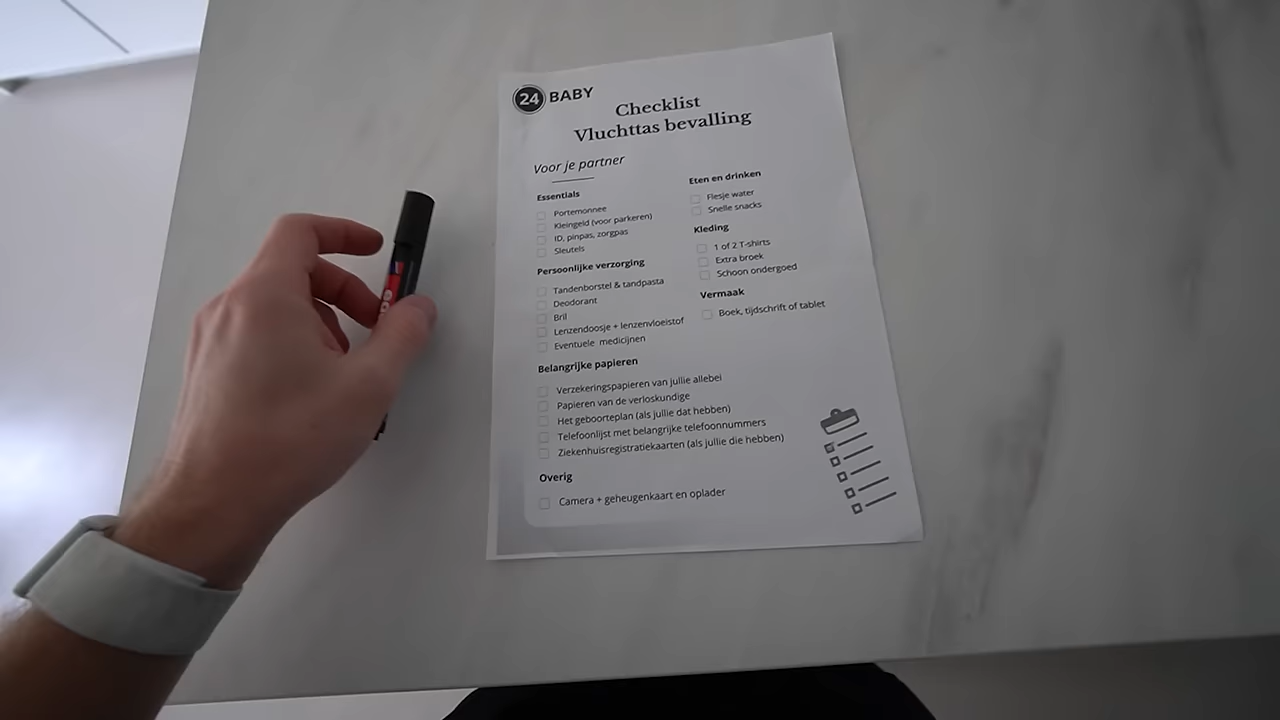 24 BABY
Checklist
Vluchttas bevalling
Voor je partner
Essentials
Portemonnee
Kleingeld (voor parkeren)
ID, pinpas, zorgpas
Sleutels
Persoonlijke verzorging
Tandenborstel & tandpasta
Deodorant
Bril
Lenzendoosje + lenzenvloeistof
Eventuele medicijnen
Eten en drinken
Flesje water
Snelle snacks
Kleding
1 of 2 T-shirts
Extra broek
Schoon ondergoed
Vermaak
Boek, tijdschrift of tablet
Belangrijke papieren
Verzekeringspapieren van jullie allebei
Papieren van de verloskundige
Het geboorteplan (als jullie dat hebben)
Telefoonlijst met belangrijke telefoonnummers
Ziekenhuisregistratiekaarten (als jullie die hebben)
Overig
Camera + geheugenkaart en oplader